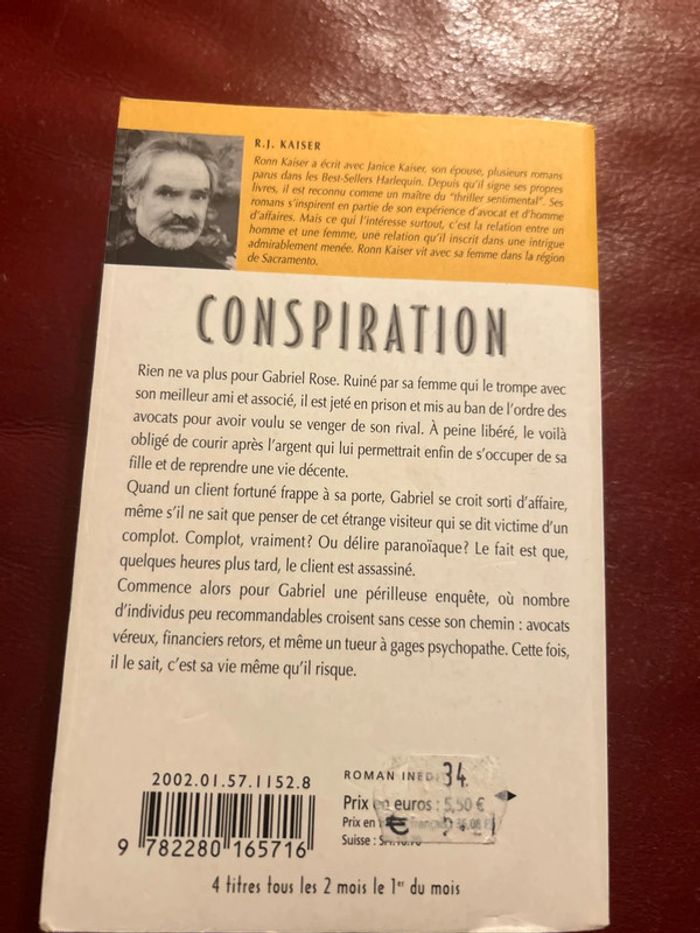 R.J. KAISER
Ronn Kaiser a écrit avec Janice Kaiser, son épouse, plusieurs romans
parus dans les Best-Sellers Harlequin. Depuis qu'il signe ses propres
livres, il est reconnu comme un maître du "thriller sentimental". Ses
romans s'inspirent en partie de son expérience d'avocat et d'homme
d'affaires. Mais ce qui l'intéresse surtout, c'est la relation entre un
homme et une femme, une relation qu'il inscrit dans une intrigue
admirablement menée. Ronn Kaiser vit avec sa femme dans la région
de Sacramento.
CONSPIRATION
Rien ne va plus pour Gabriel Rose. Ruiné par sa femme qui le trompe avec
son meilleur ami et associé, il est jeté en prison et mis au ban de l'ordre des
avocats pour avoir voulu se venger de son rival. À peine libéré, le voilà
obligé de courir après l'argent qui lui permettrait enfin de s'occuper de sa
fille et de reprendre une vie décente.
Quand un client fortuné frappe à sa porte, Gabriel se croit sorti d'affaire,
même s'il ne sait que penser de cet étrange visiteur qui se dit victime d'un
complot. Complot, vraiment? Ou délire paranoïaque? Le fait est que,
quelques heures plus tard, le client est assassiné.
Commence alors pour Gabriel une périlleuse enquête, où nombre
d'individus peu recommandables croisent sans cesse son chemin : avocats
véreux, financiers retors, et même un tueur à gages psychopathe. Cette fois,
il le sait, c'est sa vie même qu'il risque.
2002.01.57.1152.8
9 782280 165716
ROMAN 34
Prix en euros : 5,50 €
Prix en
€
Suisse :
4 titres tous les 2 mois le 1er du mois